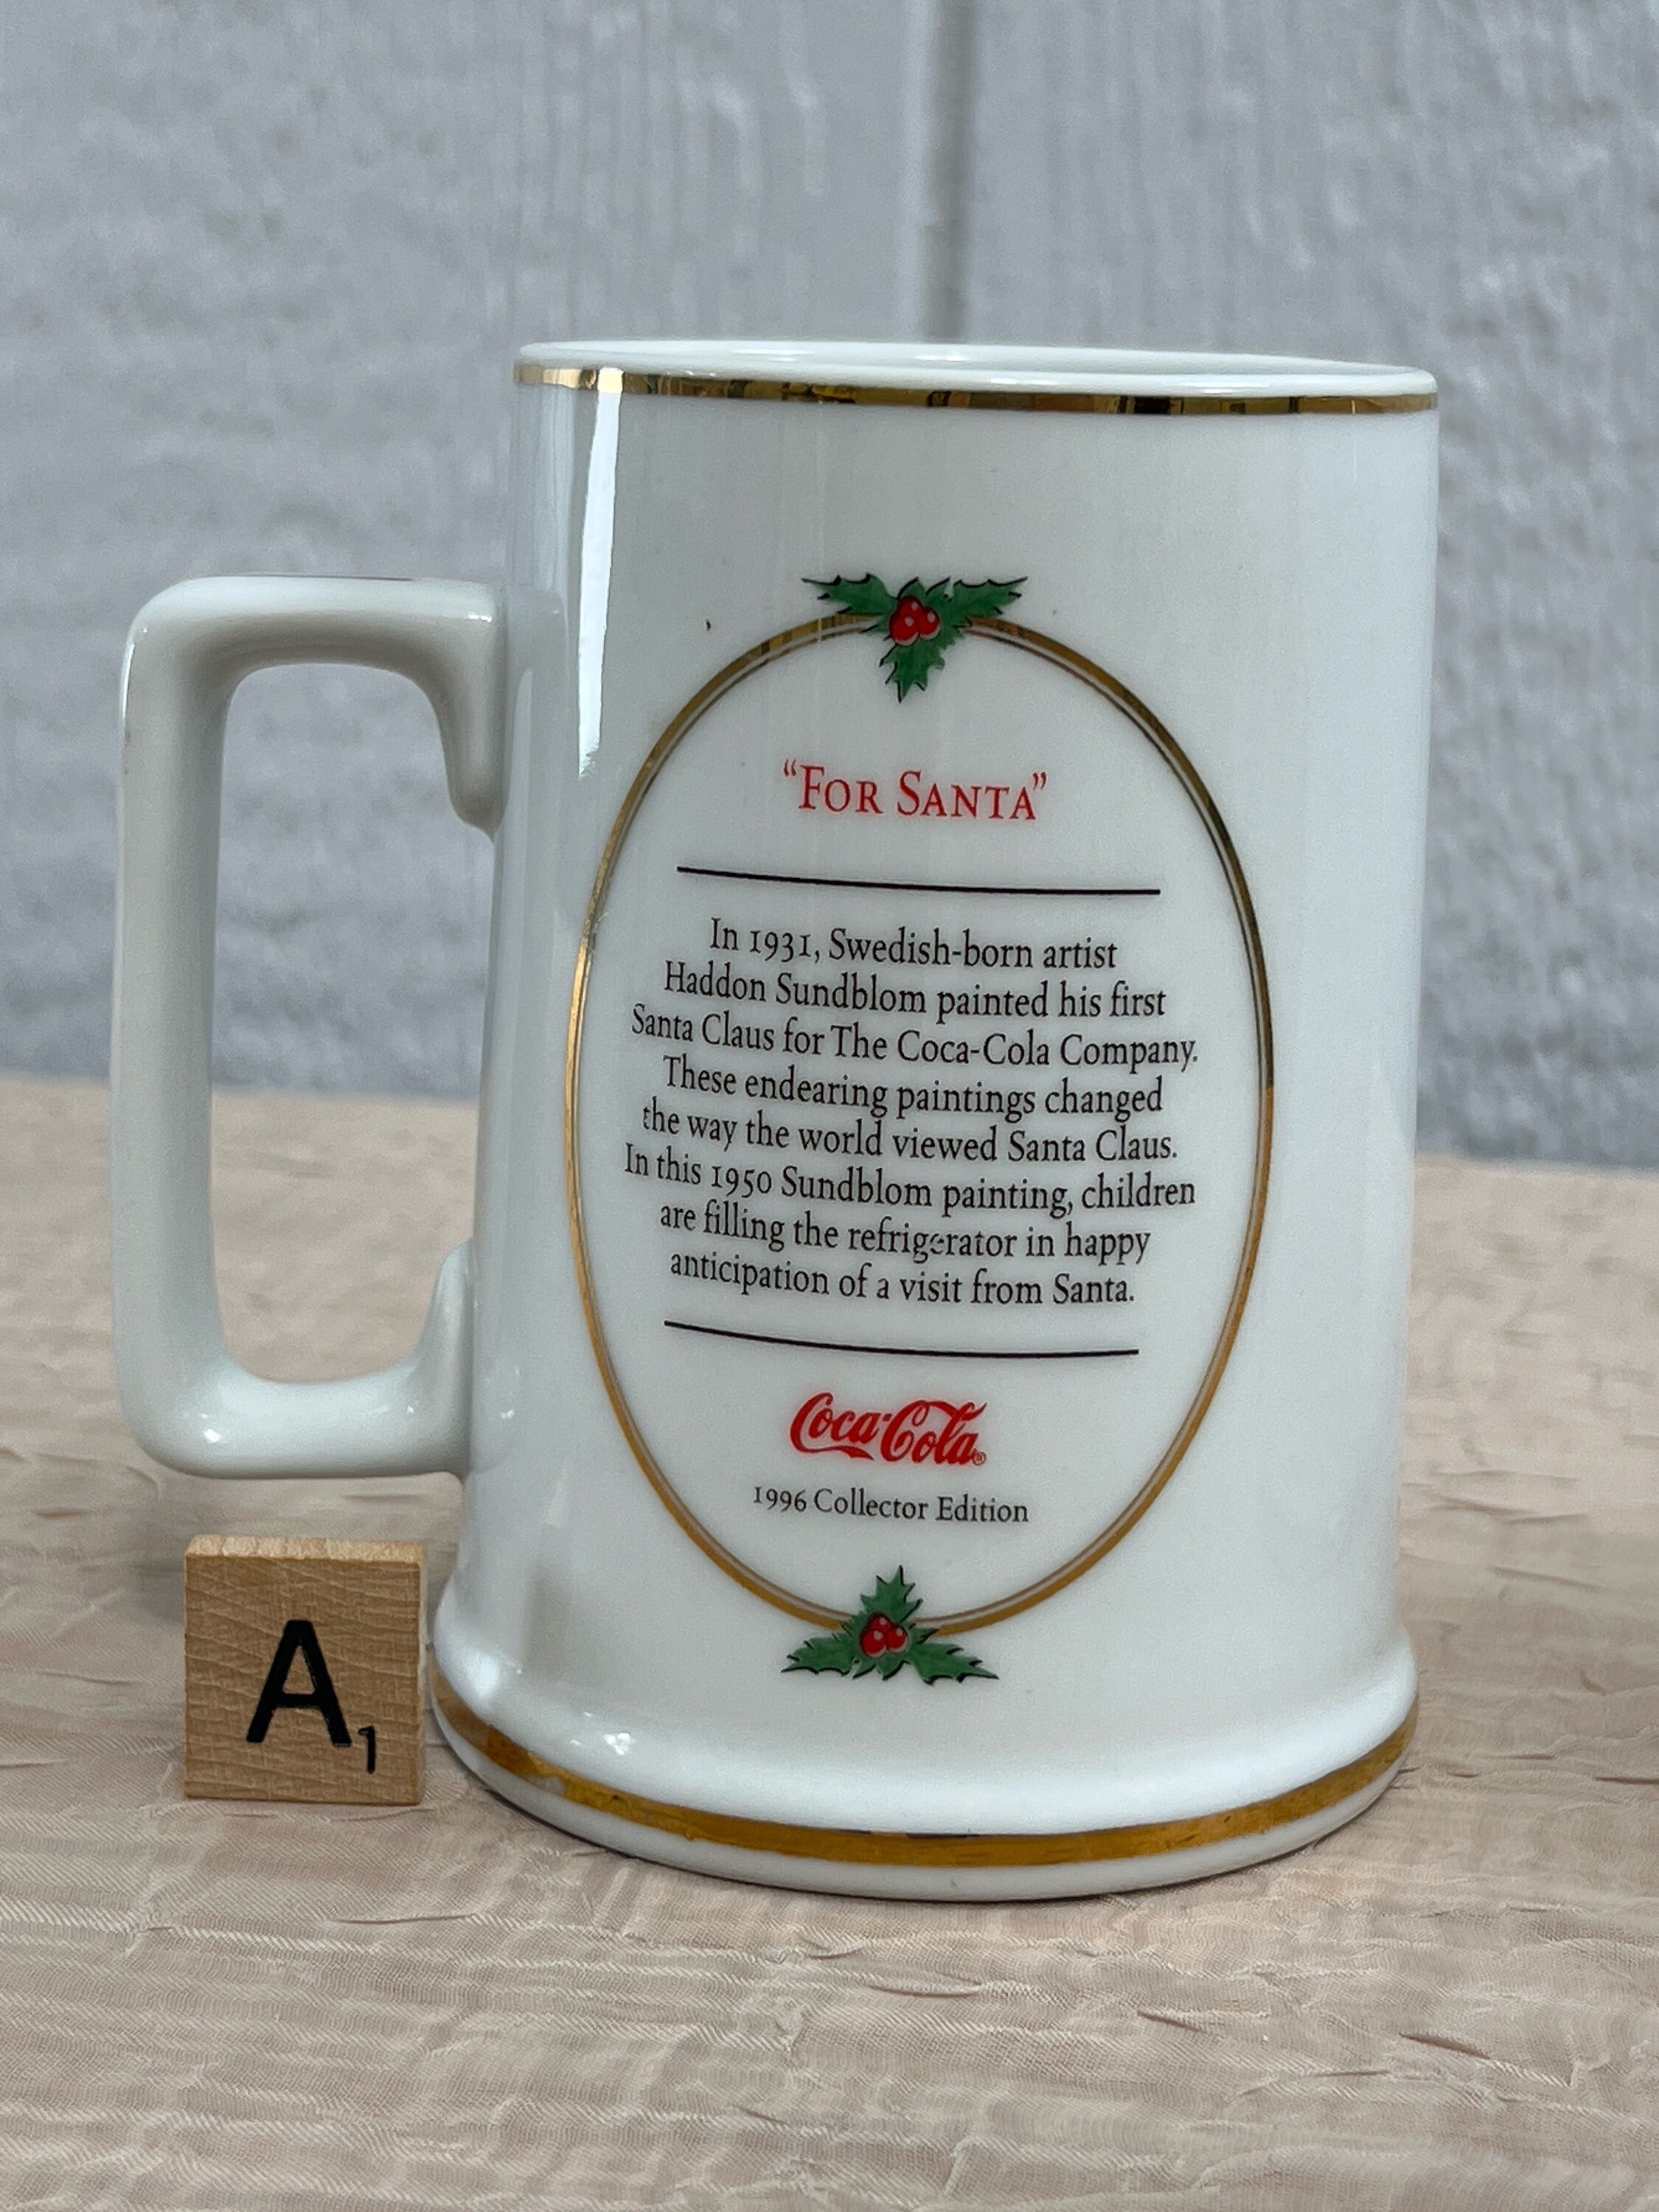 “FOR SANTA”
In 1931, Swedish-born artist
Haddon Sundblom painted his first
Santa Claus for The Coca-Cola Company.
These endearing paintings changed
the way the world viewed Santa Claus.
In this 1950 Sundblom painting, children
are filling the refrigerator in happy
anticipation of a visit from Santa.
Coca-Cola®
1996 Collector Edition
A1